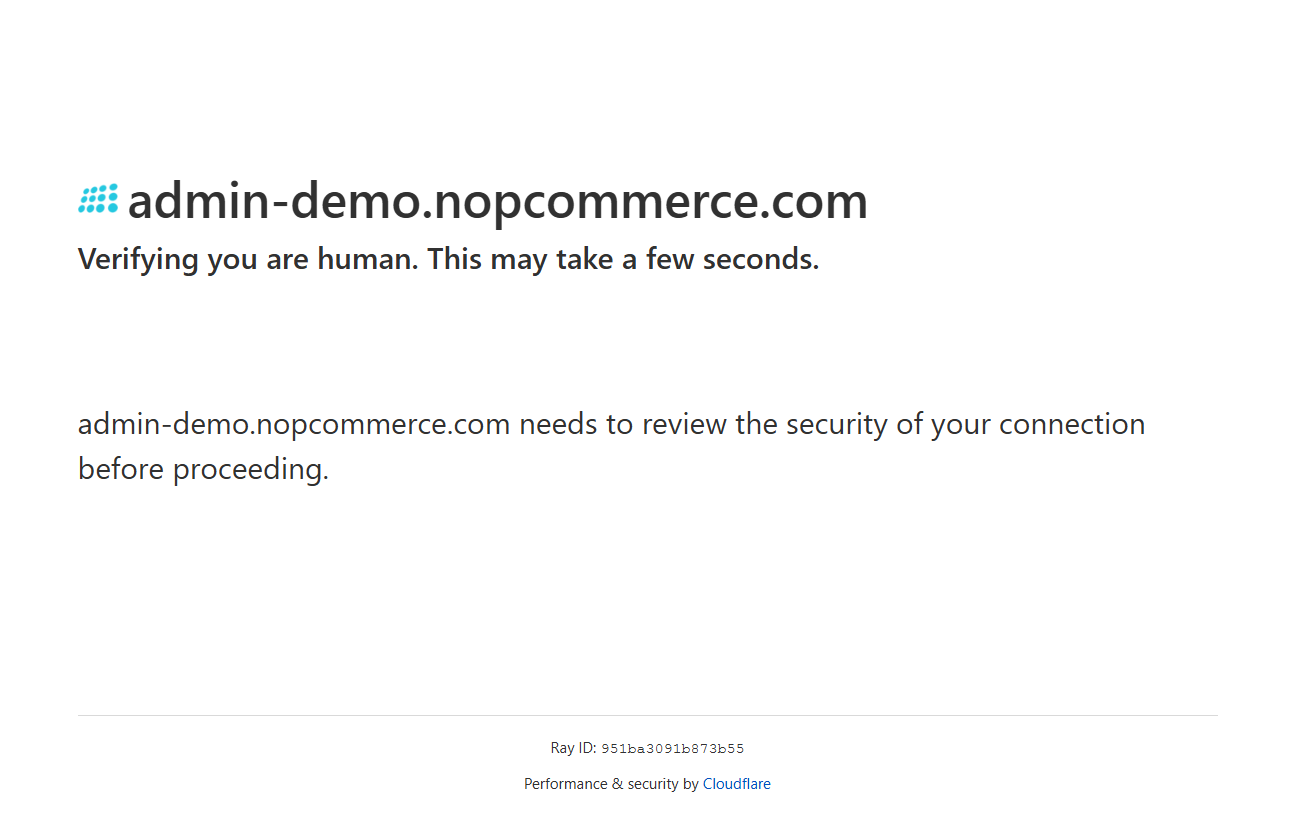 admin-demo.nopcommerce.com
Verifying you are human. This may take a few seconds.
admin-demo.nopcommerce.com needs to review the security of your connection
before proceeding.
Ray ID: 951ba3091b873b55
Performance & security by Cloudflare